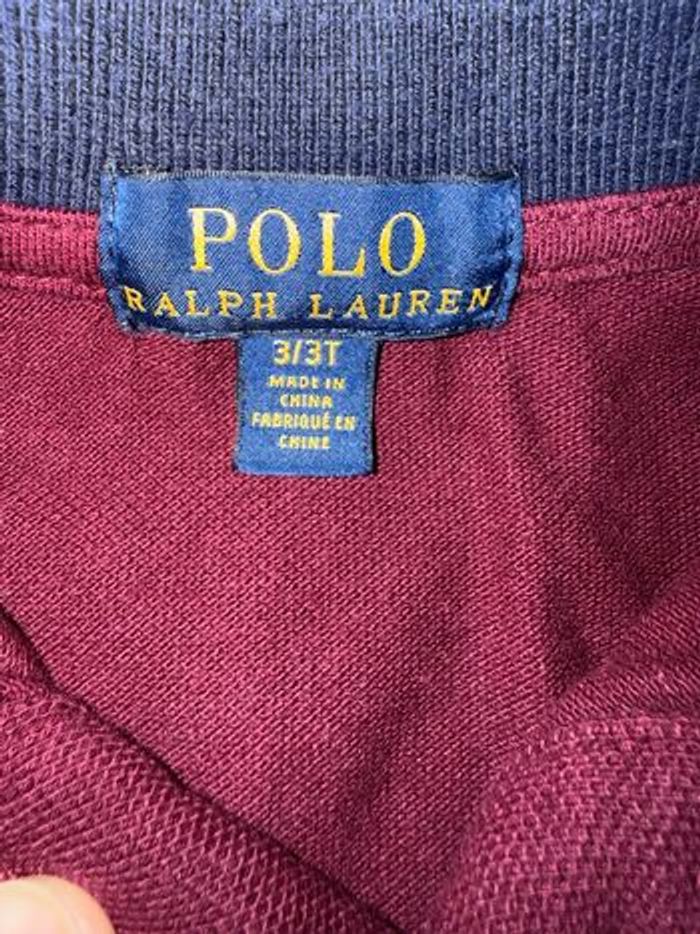 POLO
RALPH LAUREN
3/3T
MADE IN
CHINA
FABRIQUÉ EN
CHINE